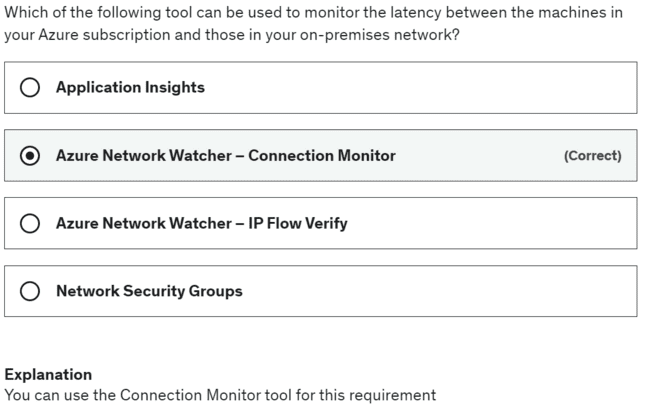 Which of the following tool can be used to monitor the latency between the machines in
your Azure subscription and those in your on-premises network?
Application Insights
Azure Network Watcher – Connection Monitor (Correct)
Azure Network Watcher – IP Flow Verify
Network Security Groups
Explanation
You can use the Connection Monitor tool for this requirement